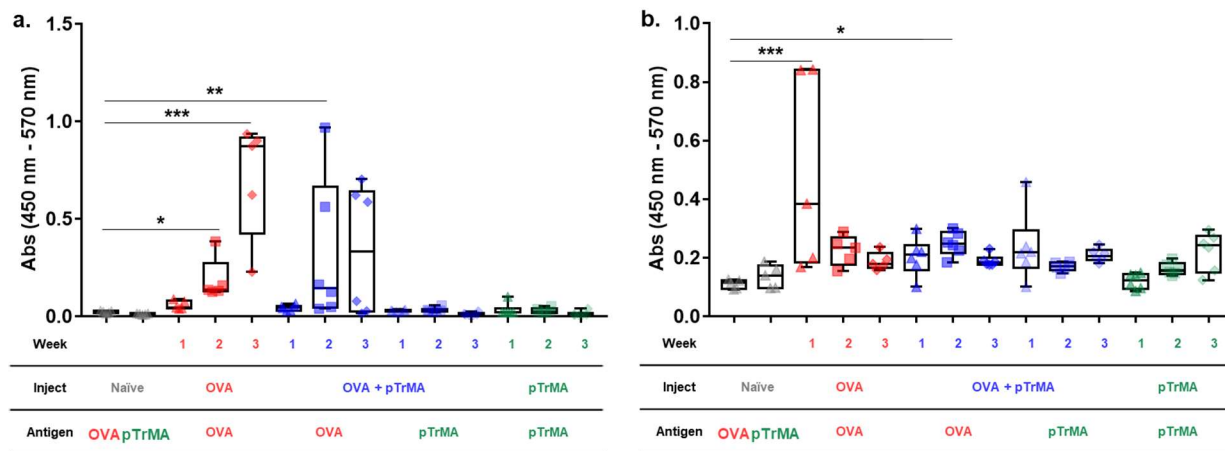 a.
Abs (450 nm - 570 nm)
1.5
1.0
0.5
0.0
*
***
**
Week 1 2 3 1 2 3 1 2 3 1 2 3
Inject Naïve OVA OVA + pTrMA pTrMA
Antigen OVA pTrMA OVA OVA pTrMA pTrMA
b.
Abs (450 nm - 570 nm)
1.0
0.8
0.6
0.4
0.2
0.0
***
*
Week 1 2 3 1 2 3 1 2 3 1 2 3
Inject Naïve OVA OVA + pTrMA pTrMA
Antigen OVA pTrMA OVA OVA pTrMA pTrMA